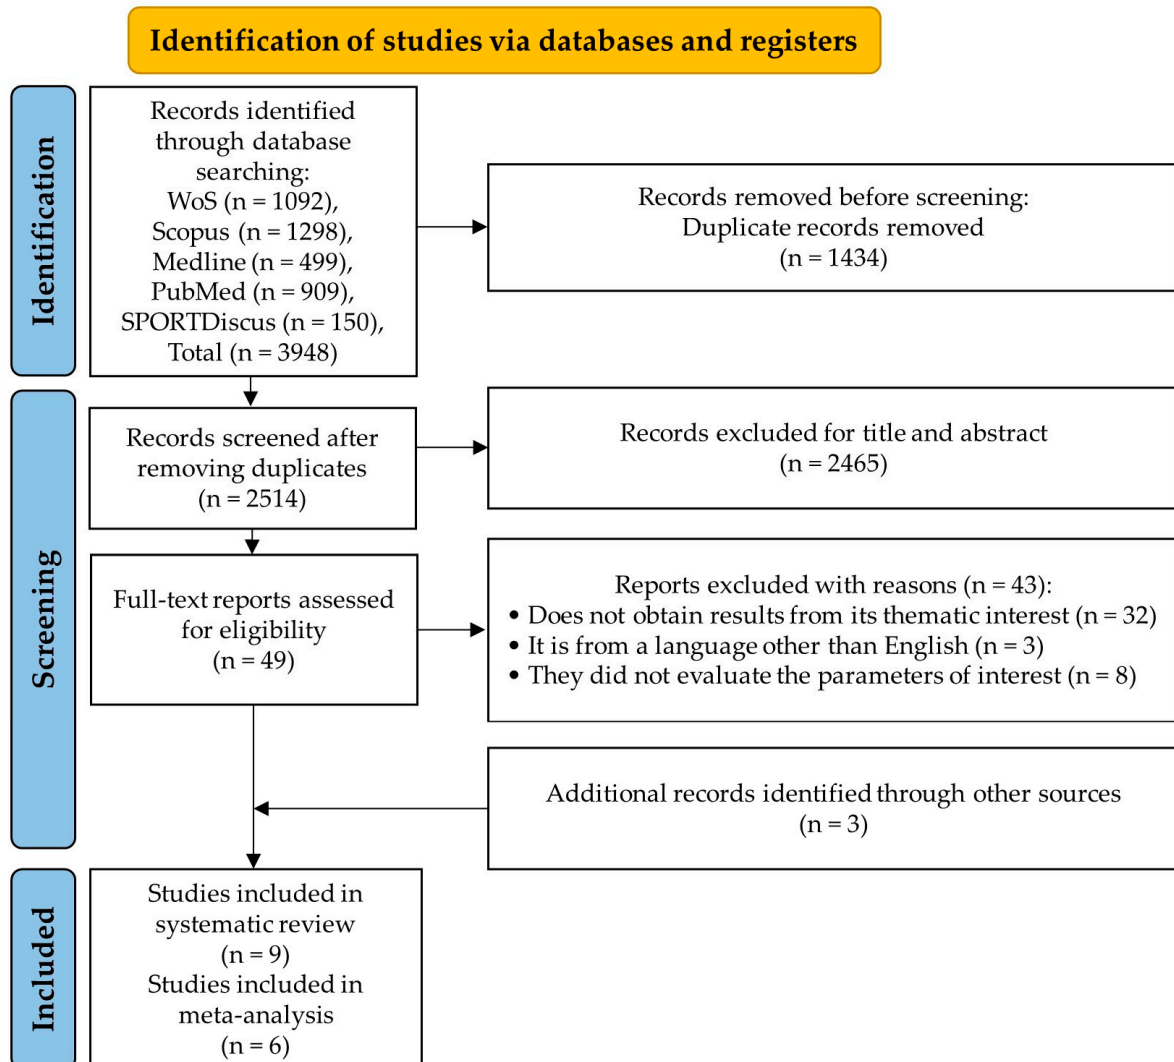 Identification of studies via databases and registers
Identification
Records identified
through database
searching:
WoS (n = 1092),
Scopus (n = 1298),
Medline (n = 499),
PubMed (n = 909),
SPORTDiscus (n = 150),
Total (n = 3948)
Records removed before screening:
Duplicate records removed
(n = 1434)
Screening
Records screened after
removing duplicates
(n = 2514)
Records excluded for title and abstract
(n = 2465)
Full-text reports assessed
for eligibility
(n = 49)
Reports excluded with reasons (n = 43):
• Does not obtain results from its thematic interest (n = 32)
• It is from a language other than English (n = 3)
• They did not evaluate the parameters of interest (n = 8)
Additional records identified through other sources
(n = 3)
Included
Studies included in
systematic review
(n = 9)
Studies included in
meta-analysis
(n = 6)